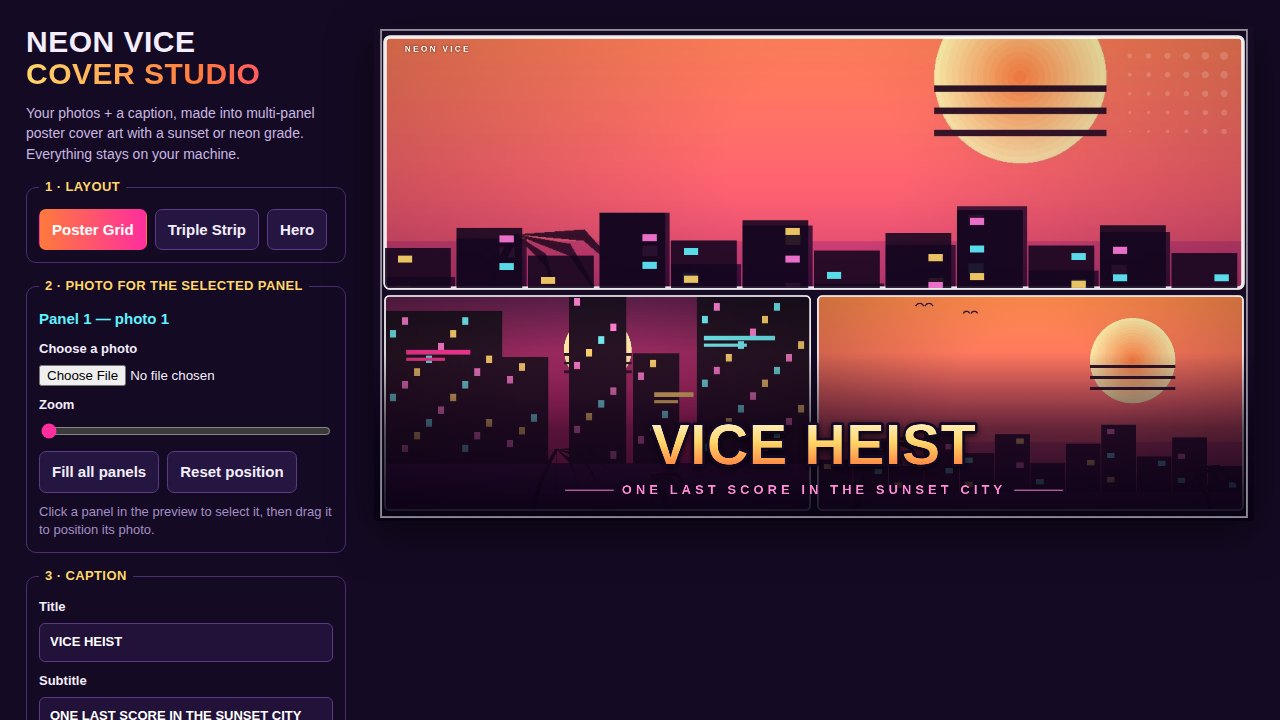 NEON VICE
COVER STUDIO
Your photos + a caption, made into multi-panel
poster cover art with a sunset or neon grade.
Everything stays on your machine.
1 · LAYOUT
Poster Grid
Triple Strip
Hero
2 · PHOTO FOR THE SELECTED PANEL
Panel 1 — photo 1
Choose a photo
Choose File No file chosen
Zoom
Fill all panels
Reset position
Click a panel in the preview to select it, then drag it
to position its photo.
3 · CAPTION
Title
VICE HEIST
Subtitle
ONE LAST SCORE IN THE SUNSET CITY
NEON VICE
VICE HEIST
ONE LAST SCORE IN THE SUNSET CITY